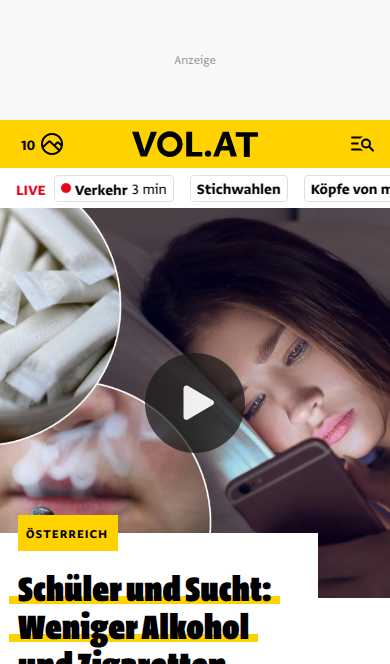 Anzeige
10
VOL.AT
LIVE
Verkehr 3 min
Stichwahlen
Köpfe von m
ÖSTERREICH
Schüler und Sucht:
Weniger Alkohol
und Zigaretten